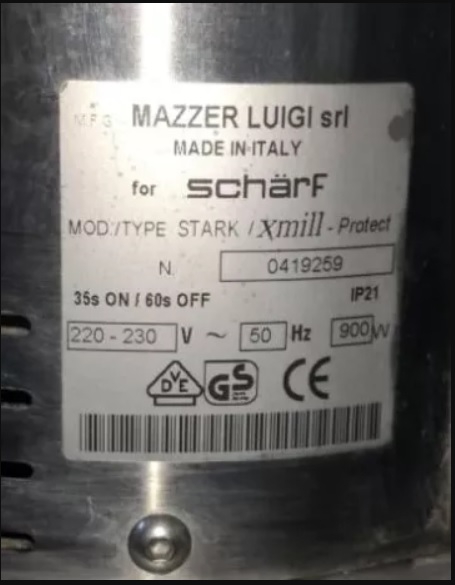 MFG MAZZER LUIGI srl
MADE IN ITALY
for schärf
MOD./TYPE STARK / Xmill - Protect
N. 0419259
35s ON / 60s OFF IP21
220 - 230 V ~ 50 Hz 900 W
DVE GS CE